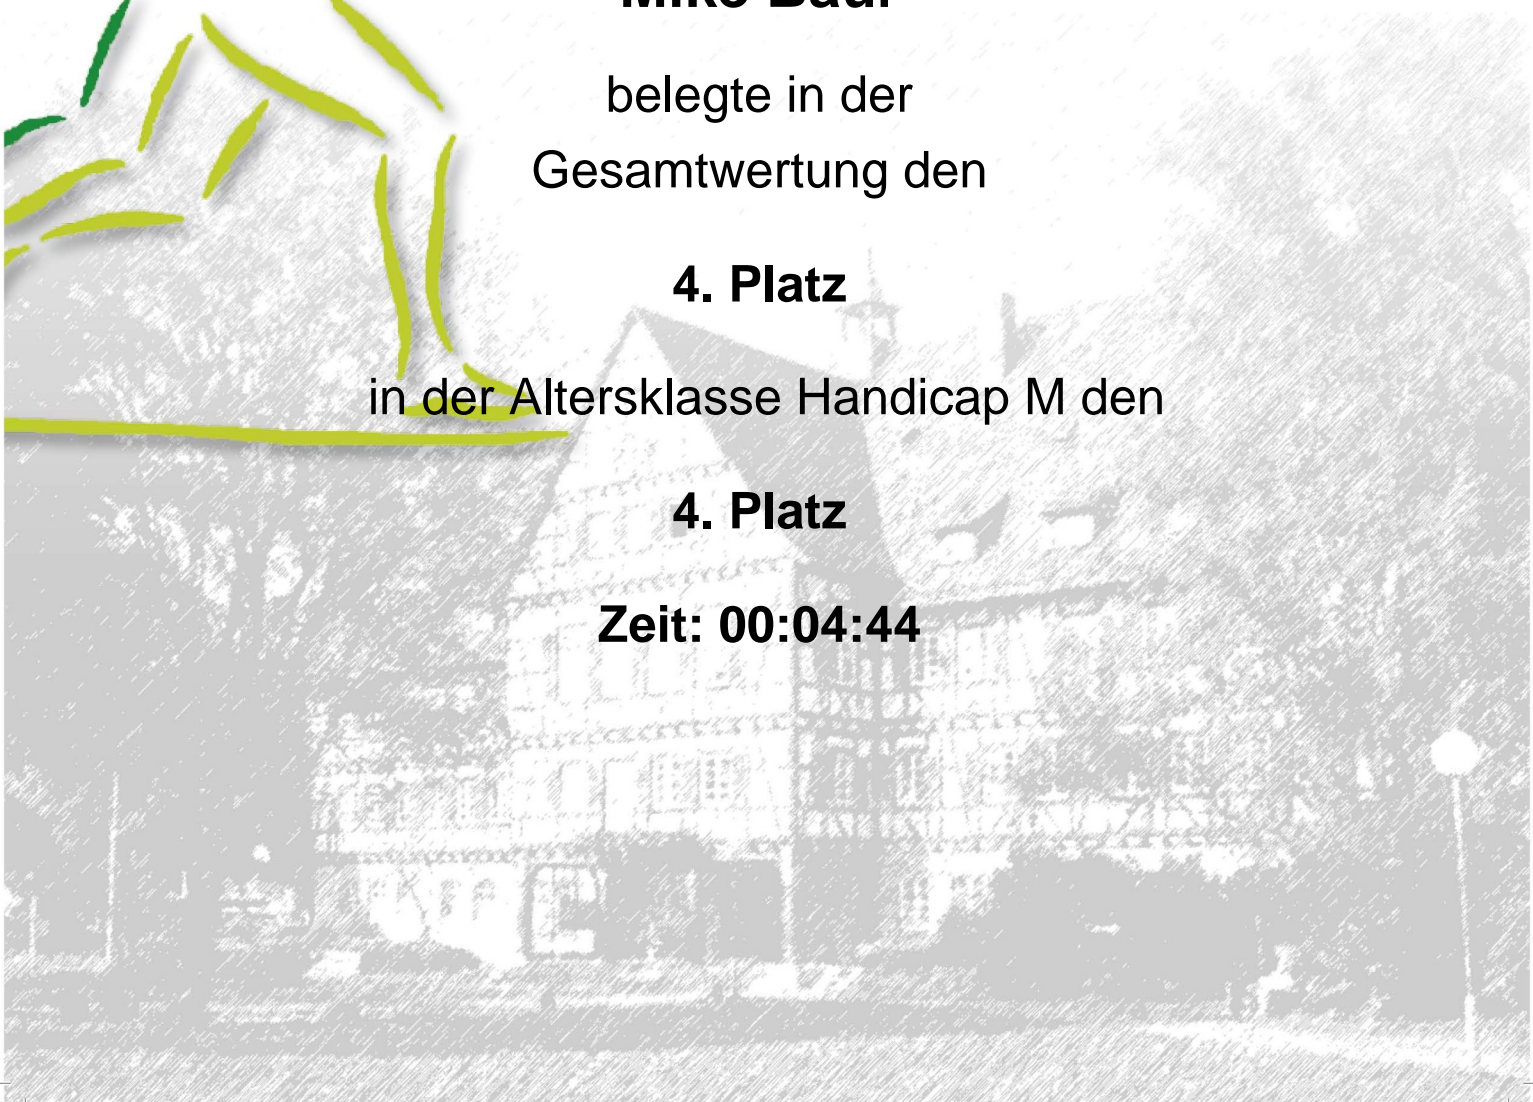 belegte in der
Gesamtwertung den
4. Platz
in der Altersklasse Handicap M den
4. Platz
Zeit: 00:04:44